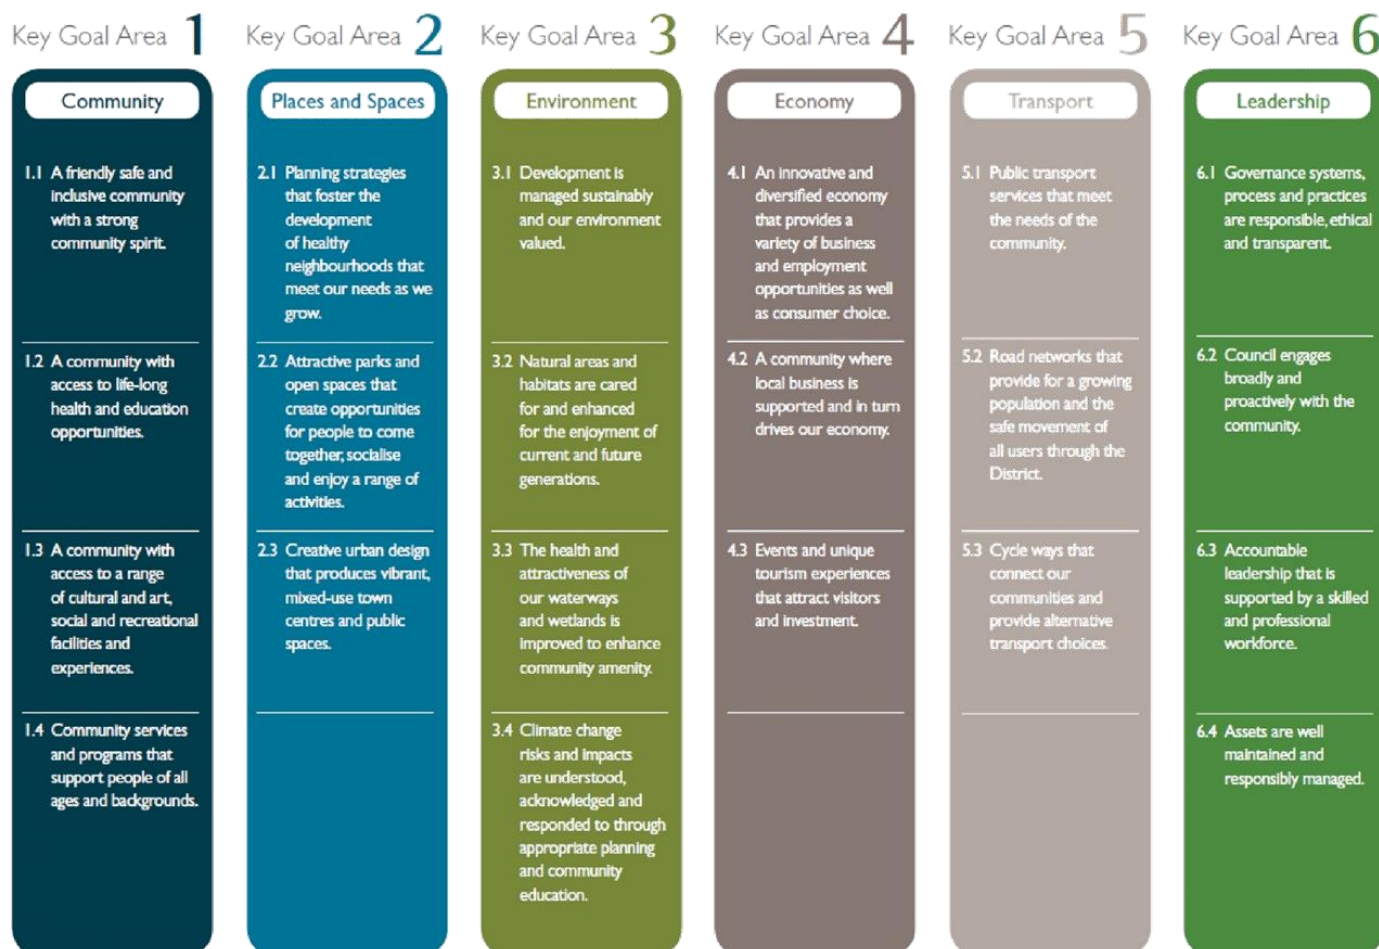 Key Goal Area 1
Community
1.1 A friendly safe and
inclusive community
with a strong
community spirit.
1.2 A community with
access to life-long
health and education
opportunities.
1.3 A community with
access to a range
of cultural and art,
social and recreational
facilities and
experiences.
1.4 Community services
and programs that
support people of all
ages and backgrounds.
Key Goal Area 2
Places and Spaces
2.1 Planning strategies
that foster the
development
of healthy
neighbourhoods that
meet our needs as we
grow.
2.2 Attractive parks and
open spaces that
create opportunities
for people to come
together, socialise
and enjoy a range of
activities.
2.3 Creative urban design
that produces vibrant,
mixed-use town
centres and public
spaces.
Key Goal Area 3
Environment
3.1 Development is
managed sustainably
and our environment
valued.
3.2 Natural areas and
habitats are cared
for and enhanced
for the enjoyment of
current and future
generations.
3.3 The health and
attractiveness of
our waterways
and wetlands is
improved to enhance
community amenity.
3.4 Climate change
risks and impacts
are understood,
acknowledged and
responded to through
appropriate planning
and community
education.
Key Goal Area 4
Economy
4.1 An innovative and
diversified economy
that provides a
variety of business
and employment
opportunities as well
as consumer choice.
4.2 A community where
local business is
supported and in turn
drives our economy.
4.3 Events and unique
tourism experiences
that attract visitors
and investment.
Key Goal Area 5
Transport
5.1 Public transport
services that meet
the needs of the
community.
5.2 Road networks that
provide for a growing
population and the
safe movement of
all users through the
District.
5.3 Cycle ways that
connect our
communities and
provide alternative
transport choices.
Key Goal Area 6
Leadership
6.1 Governance systems,
process and practices
are responsible, ethical
and transparent.
6.2 Council engages
broadly and
proactively with the
community.
6.3 Accountable
leadership that is
supported by a skilled
and professional
workforce.
6.4 Assets are well
maintained and
responsibly managed.